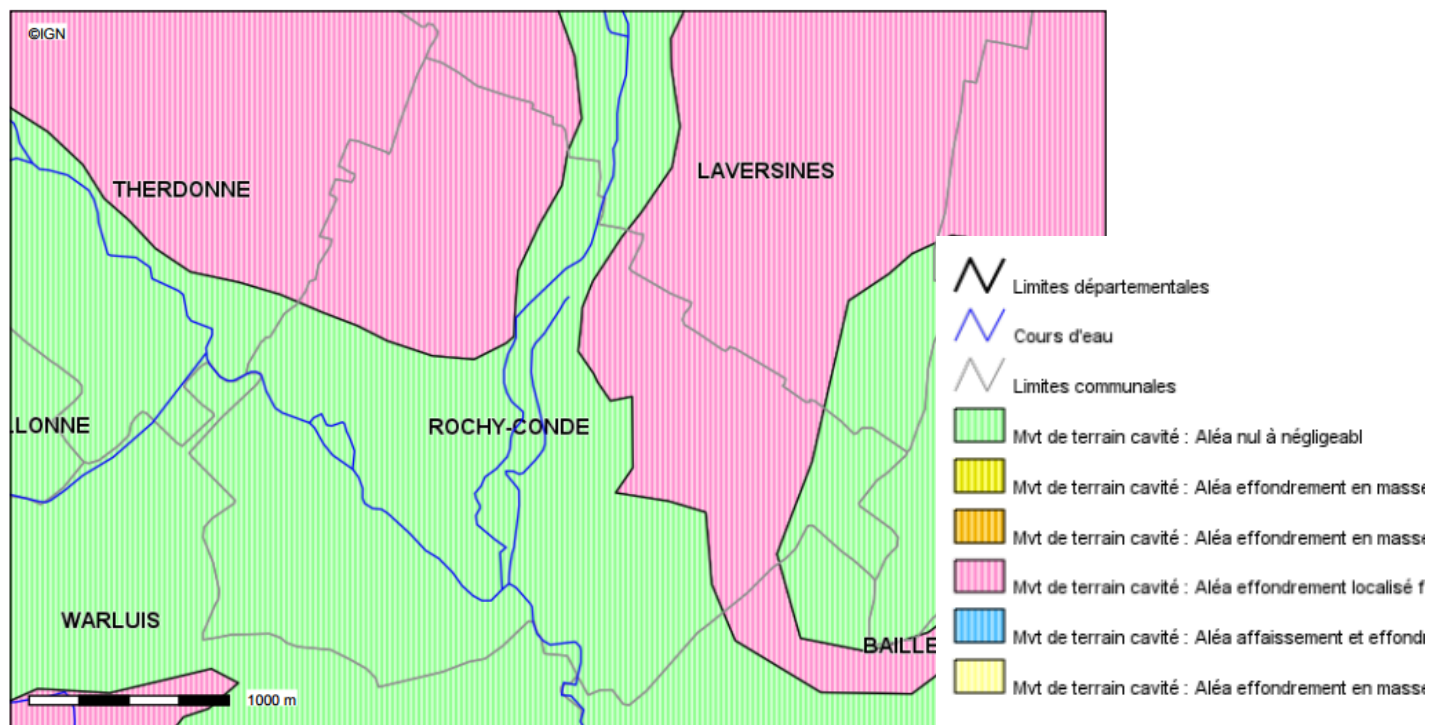 ©IGN
THERDONNE
LAVERSINES
LLONNE
ROCHY-CONDE
WARLUIS
BAILLE
1000 m
Limites départementales
Cours d'eau
Limites communales
Mvt de terrain cavité : Aléa nul à négligeabl
Mvt de terrain cavité : Aléa effondrement en masse
Mvt de terrain cavité : Aléa effondrement en masse
Mvt de terrain cavité : Aléa effondrement localisé f
Mvt de terrain cavité : Aléa affaissement et effondr
Mvt de terrain cavité : Aléa effondrement en masse